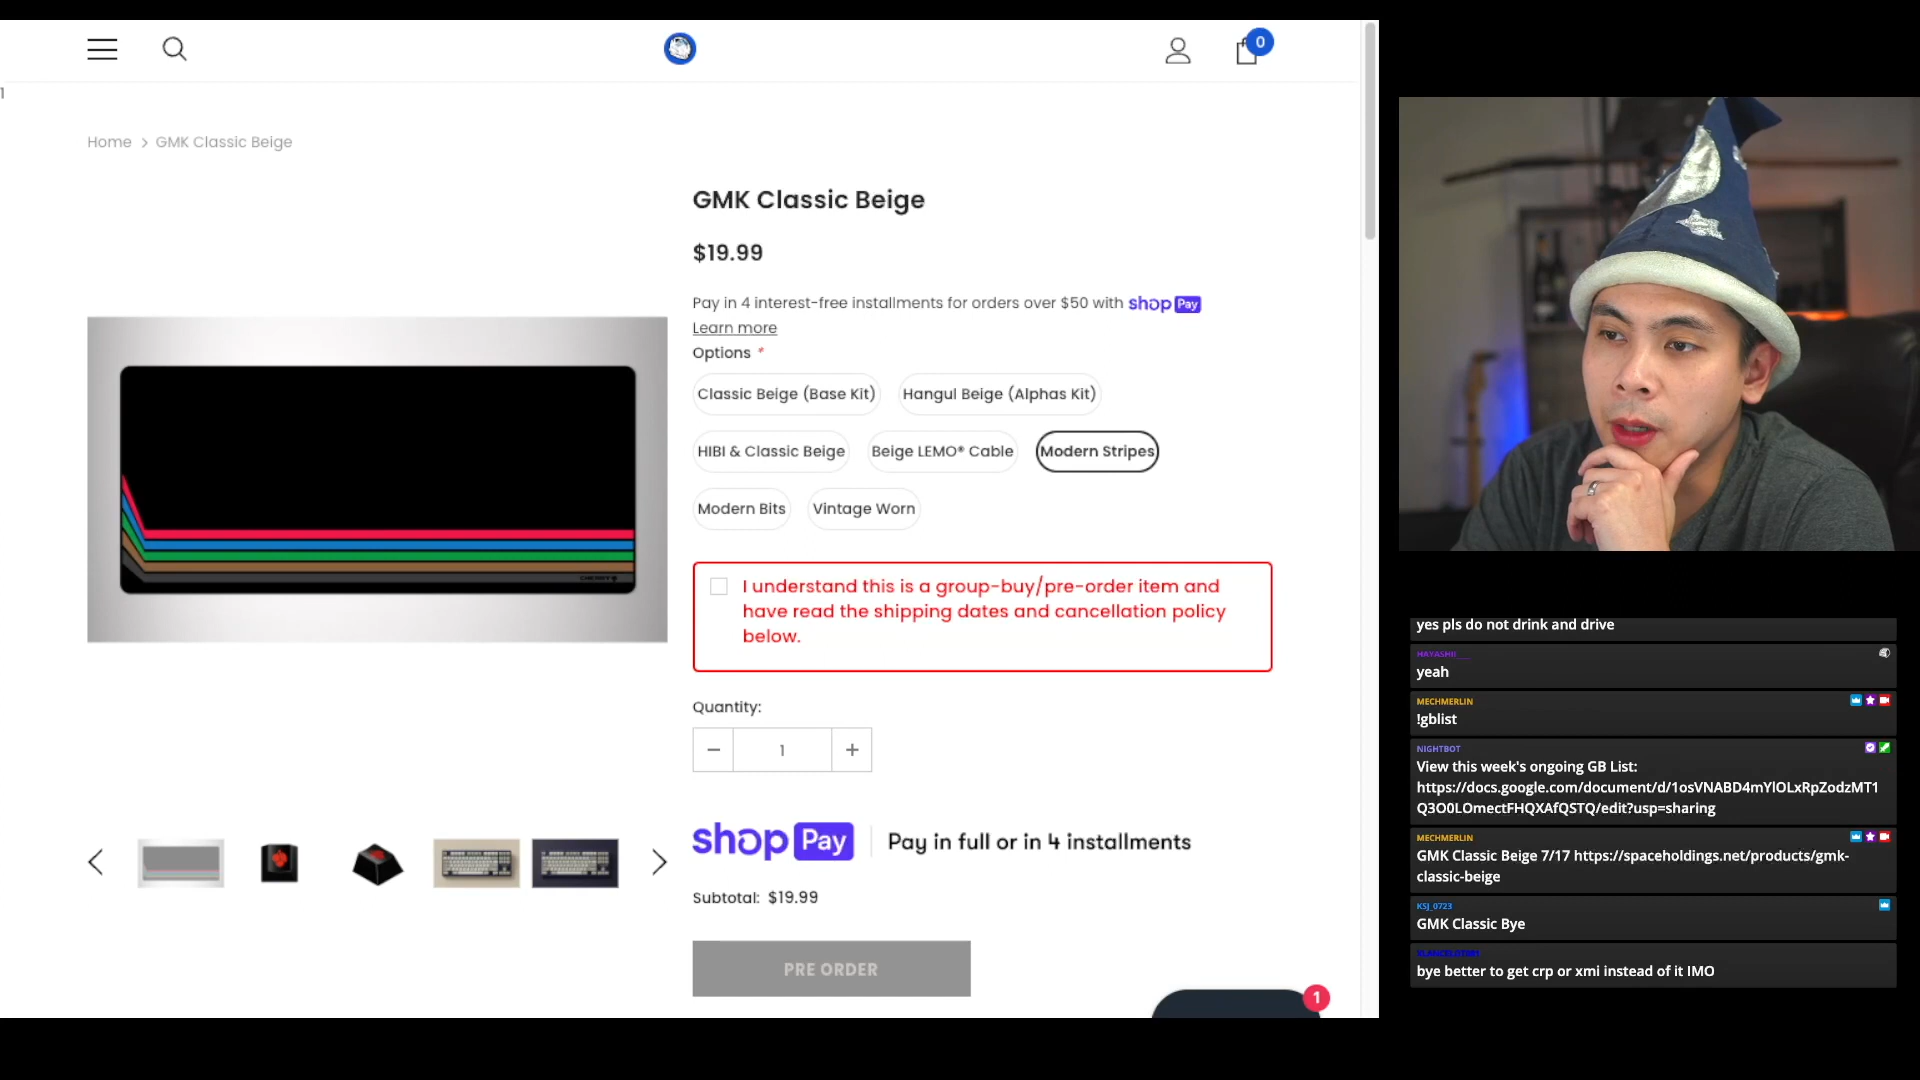 0
1
Home > GMK Classic Beige
GMK Classic Beige
$19.99
Pay in 4 interest-free installments for orders over $50 with shop Pay
Learn more
Options *
Classic Beige (Base Kit)
Hangul Beige (Alphas Kit)
HIBI & Classic Beige
Beige LEMO® Cable
Modern Stripes
Modern Bits
Vintage Worn
CHERRY
I understand this is a group-buy/pre-order item and
have read the shipping dates and cancellation policy
below.
Quantity:
− 1 +
shop Pay
Pay in full or in 4 installments
Subtotal: $19.99
PRE ORDER
1
yes pls do not drink and drive
yeah
MECHMERLIN
!gblist
NIGHTBOT
View this week's ongoing GB List:
https://docs.google.com/document/d/1osVNABD4mYlOLxRpZodzMT1
Q3O0LOmectFHQXAfQSTQ/edit?usp=sharing
MECHMERLIN
GMK Classic Beige 7/17 https://spaceholdings.net/products/gmk-
classic-beige
KSJ_0723
GMK Classic Bye
bye better to get crp or xmi instead of it IMO